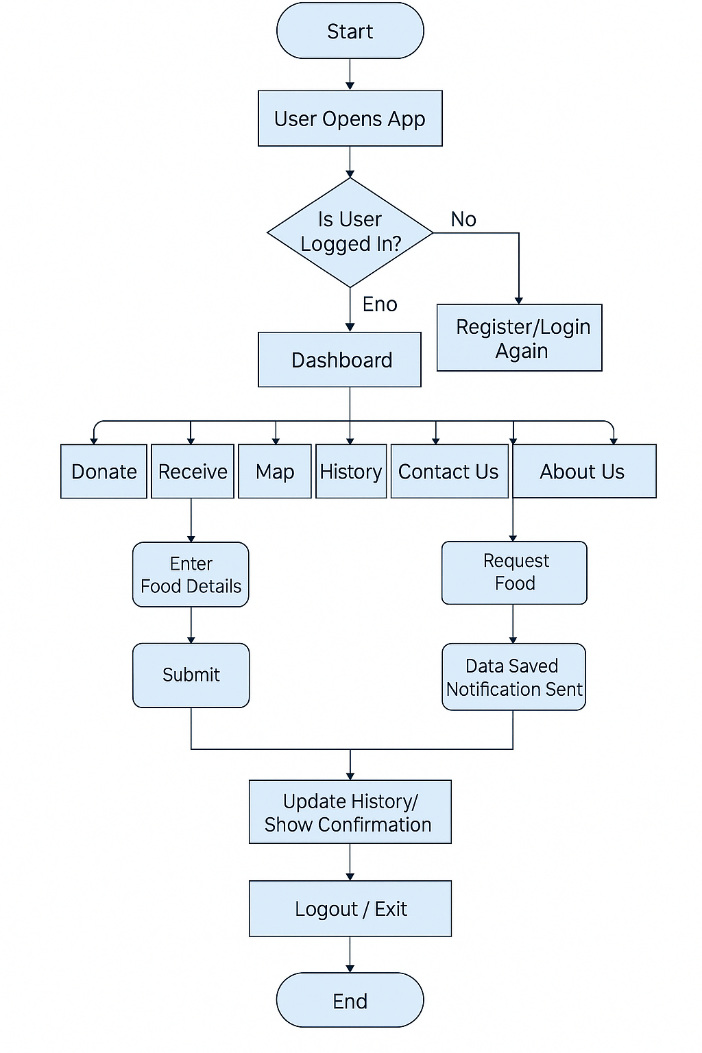 Start
User Opens App
Is User
Logged In?
No
Eno
Register/Login
Again
Dashboard
Donate
Receive
Map
History
Contact Us
About Us
Enter
Food Details
Request
Food
Submit
Data Saved
Notification Sent
Update History/
Show Confirmation
Logout / Exit
End